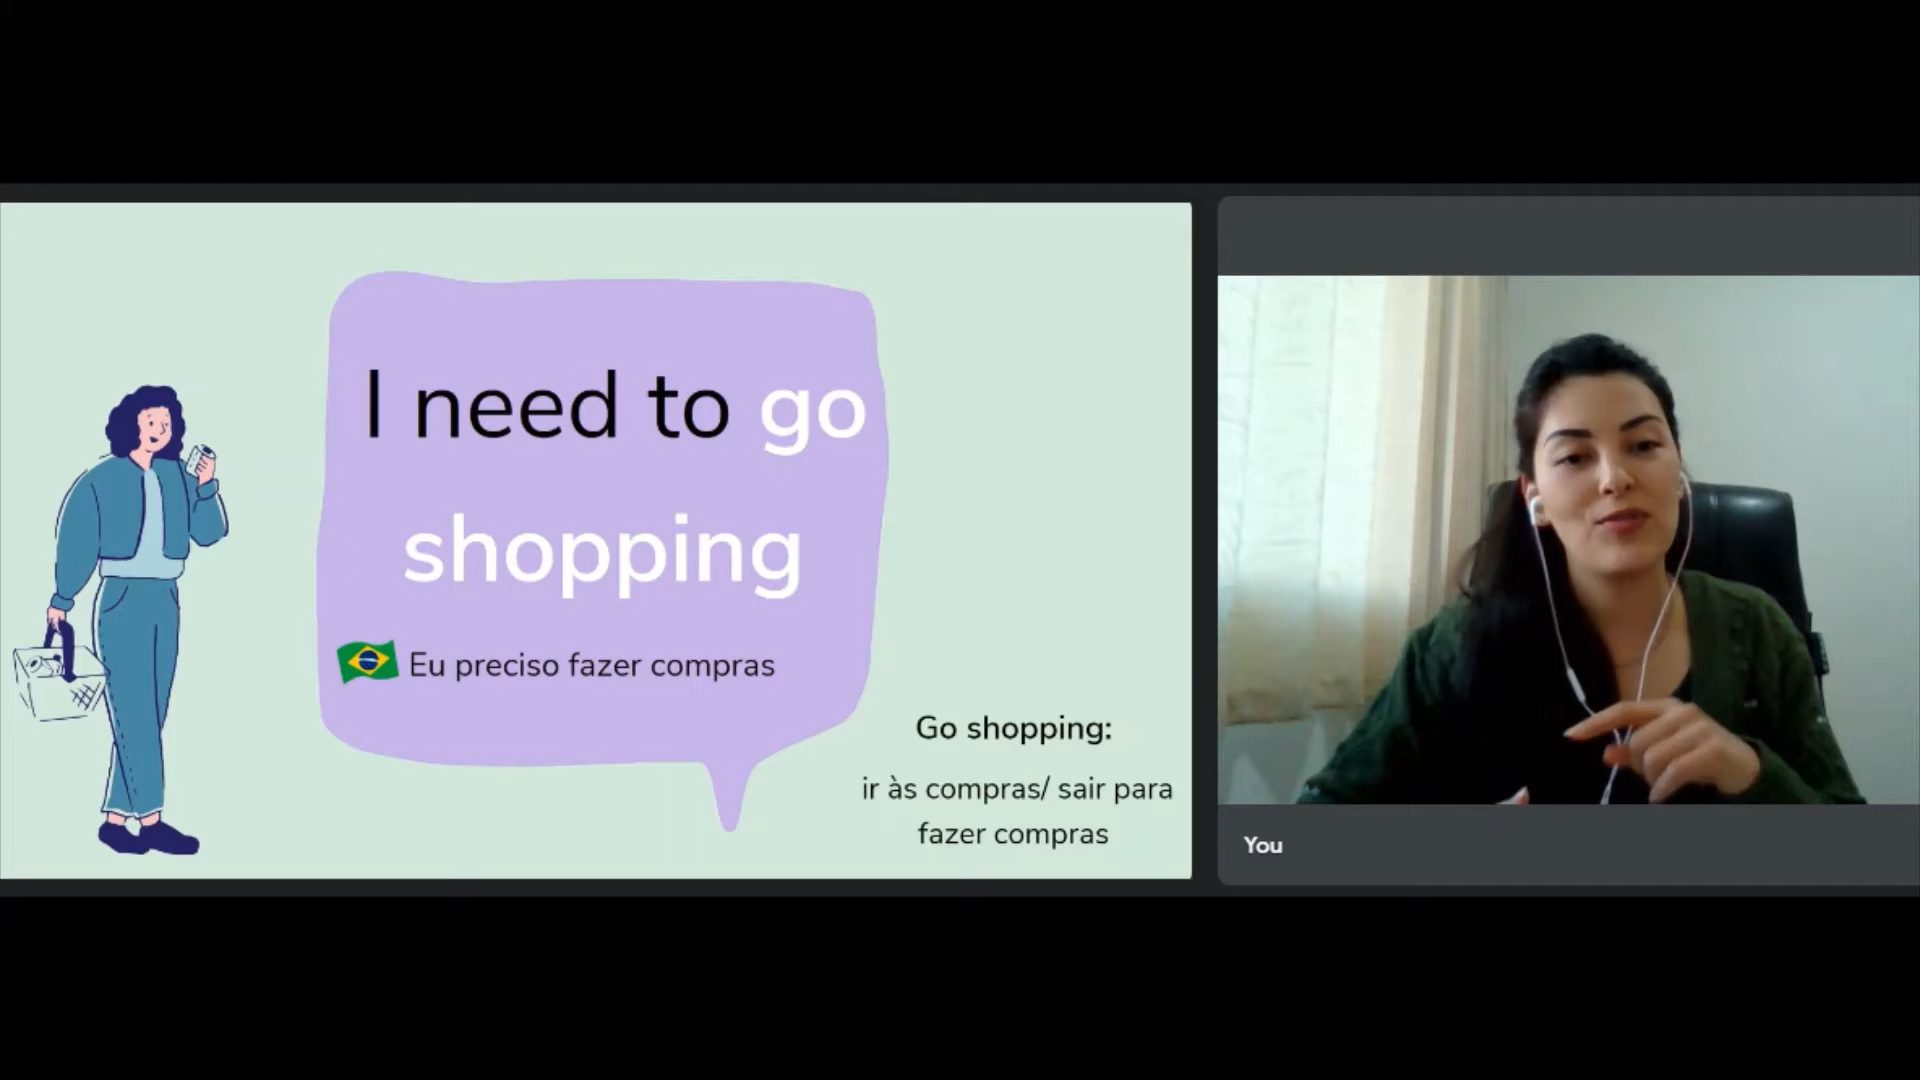 I need to go
shopping
Eu preciso fazer compras
Go shopping:
ir às compras/ sair para
fazer compras
You